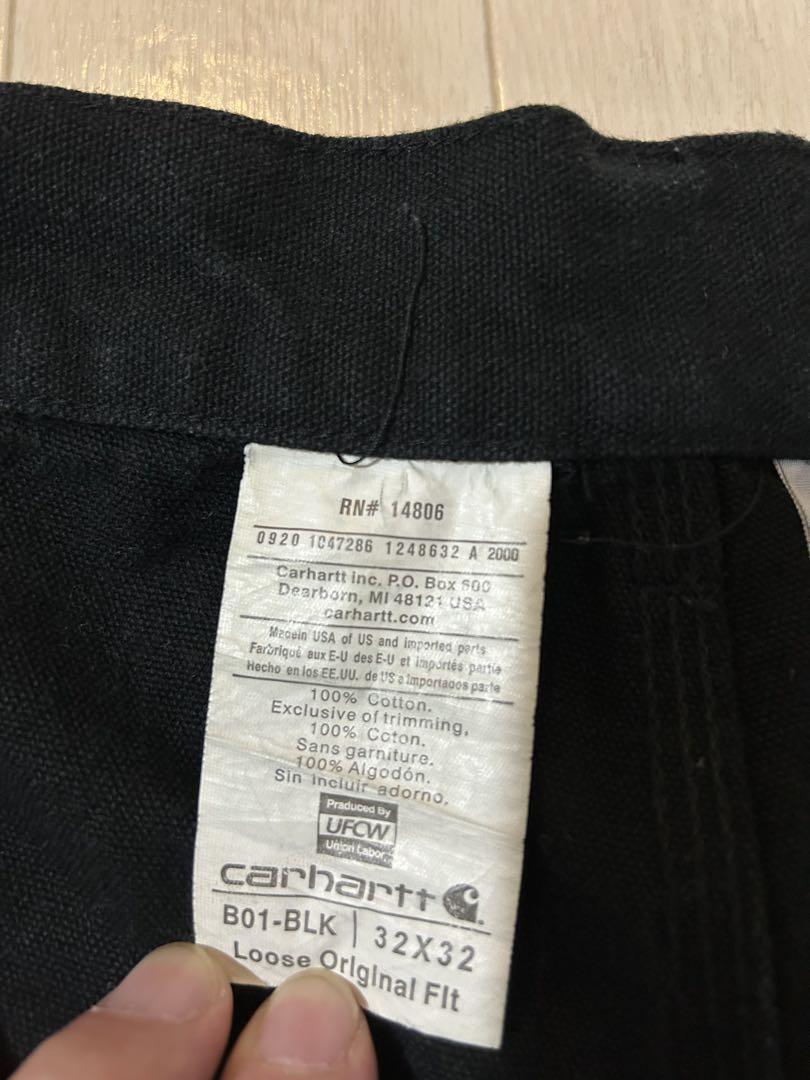 RN# 14806
0920 1047286 1248632 A 2000
Carhartt inc. P.O. Box 600
Dearborn, MI 48121 USA
carhartt.com
Made in USA of US and imported parts
Fabriqué aux E-U des E-U et importés partie
Hecho en los EE.UU. de US e Importados parte
100% Cotton.
Exclusive of trimming.
100% Coton.
Sans garniture.
100% Algodón.
Sin incluir adorno.
Produced By
UFCW
Union Labor
carhartt
B01-BLK | 32X32
Loose Original Fit